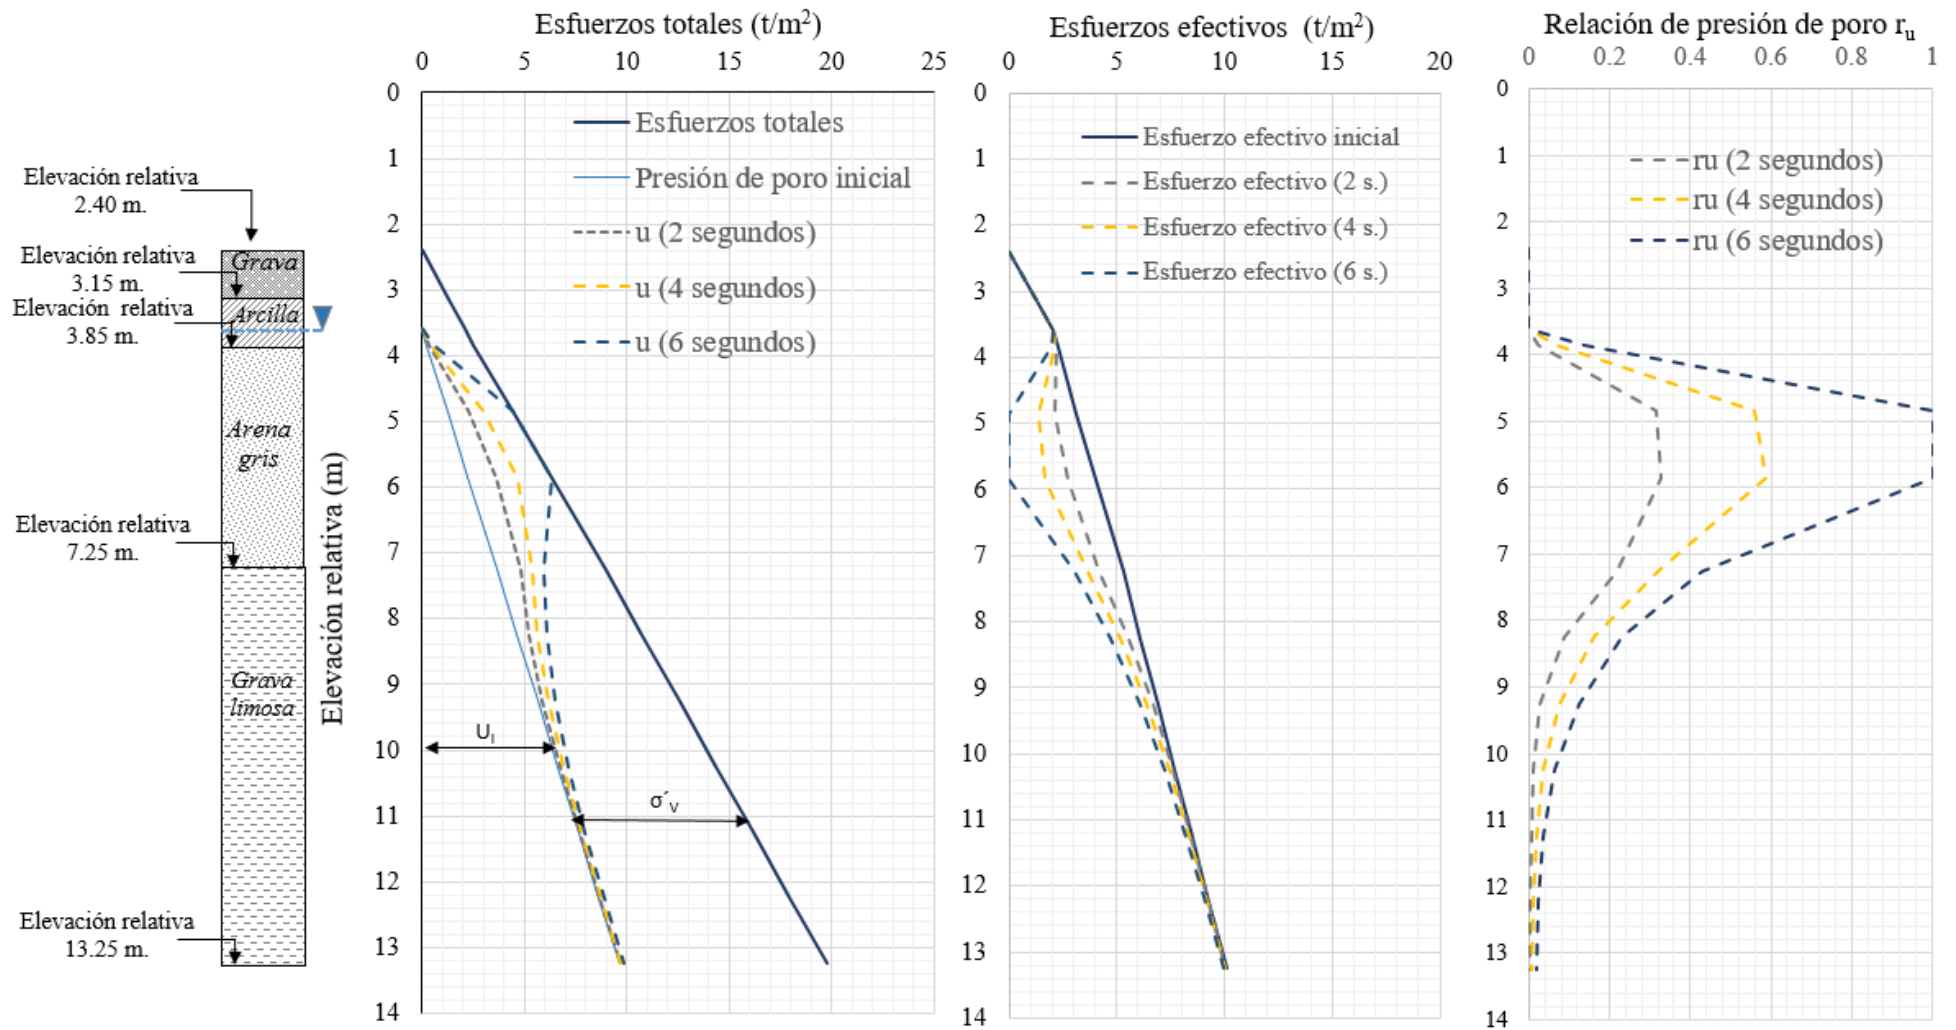 Elevación relativa
2.40 m.
Elevación relativa
3.15 m.
Elevación relativa
3.85 m.
Elevación relativa
7.25 m.
Elevación relativa
13.25 m.
Grava
Arcilla
Arena
gris
Grava
limosa
Elevación relativa (m)
Esfuerzos totales (t/m²)
0 5 10 15 20 25
0
1
2
3
4
5
6
7
8
9
10
11
12
13
14
Esfuerzos totales
Presión de poro inicial
u (2 segundos)
u (4 segundos)
u (6 segundos)
U_I
σ´_V
Esfuerzos efectivos (t/m²)
0 5 10 15 20
0
1
2
3
4
5
6
7
8
9
10
11
12
13
14
Esfuerzo efectivo inicial
Esfuerzo efectivo (2 s.)
Esfuerzo efectivo (4 s.)
Esfuerzo efectivo (6 s.)
Relación de presión de poro r_u
0 0.2 0.4 0.6 0.8 1
0
1
2
3
4
5
6
7
8
9
10
11
12
13
14
ru (2 segundos)
ru (4 segundos)
ru (6 segundos)